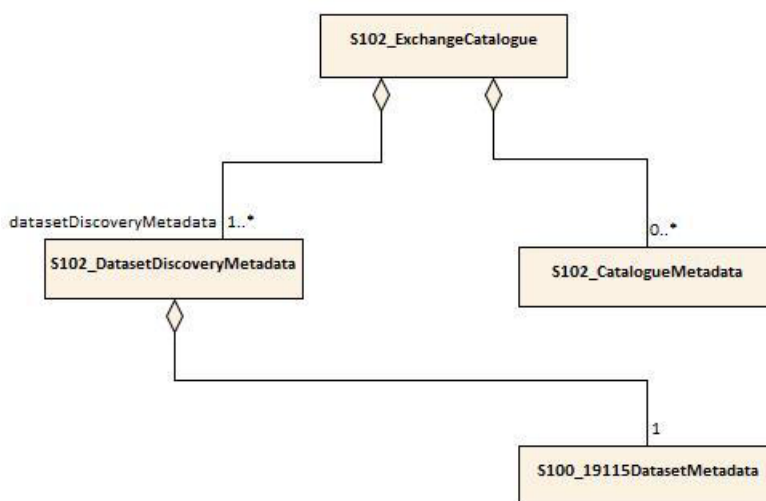 S102_ExchangeCatalogue
datasetDiscoveryMetadata 1..*
0..*
S102_DatasetDiscoveryMetadata
S102_CatalogueMetadata
1
S100_19115DatasetMetadata